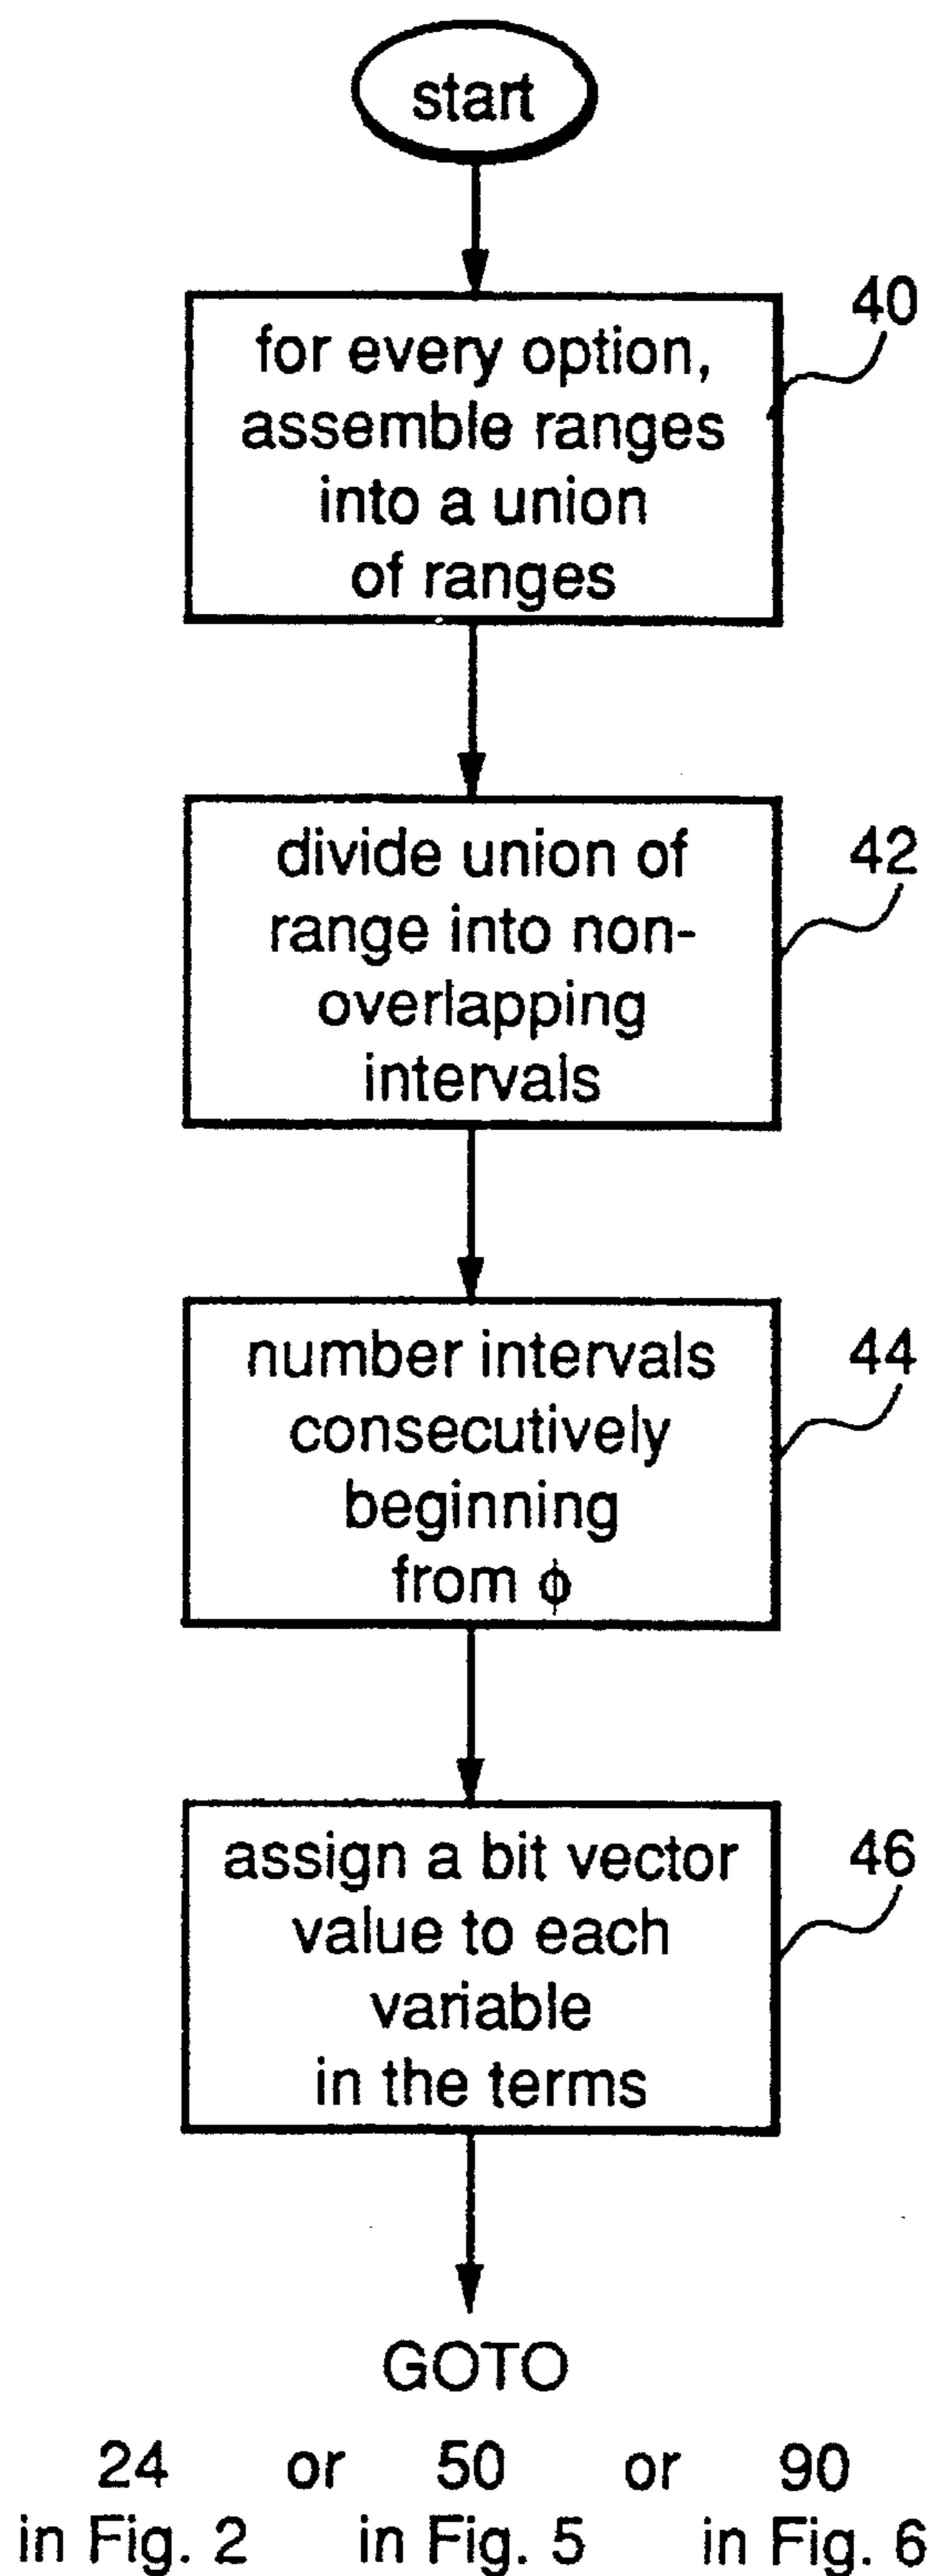 start
40
for every option,
assemble ranges
into a union
of ranges
42
divide union of
range into non-
overlapping
intervals
44
number intervals
consecutively
beginning
from ϕ
46
assign a bit vector
value to each
variable
in the terms
GOTO
24 or 50 or 90
in Fig. 2 in Fig. 5 in Fig. 6